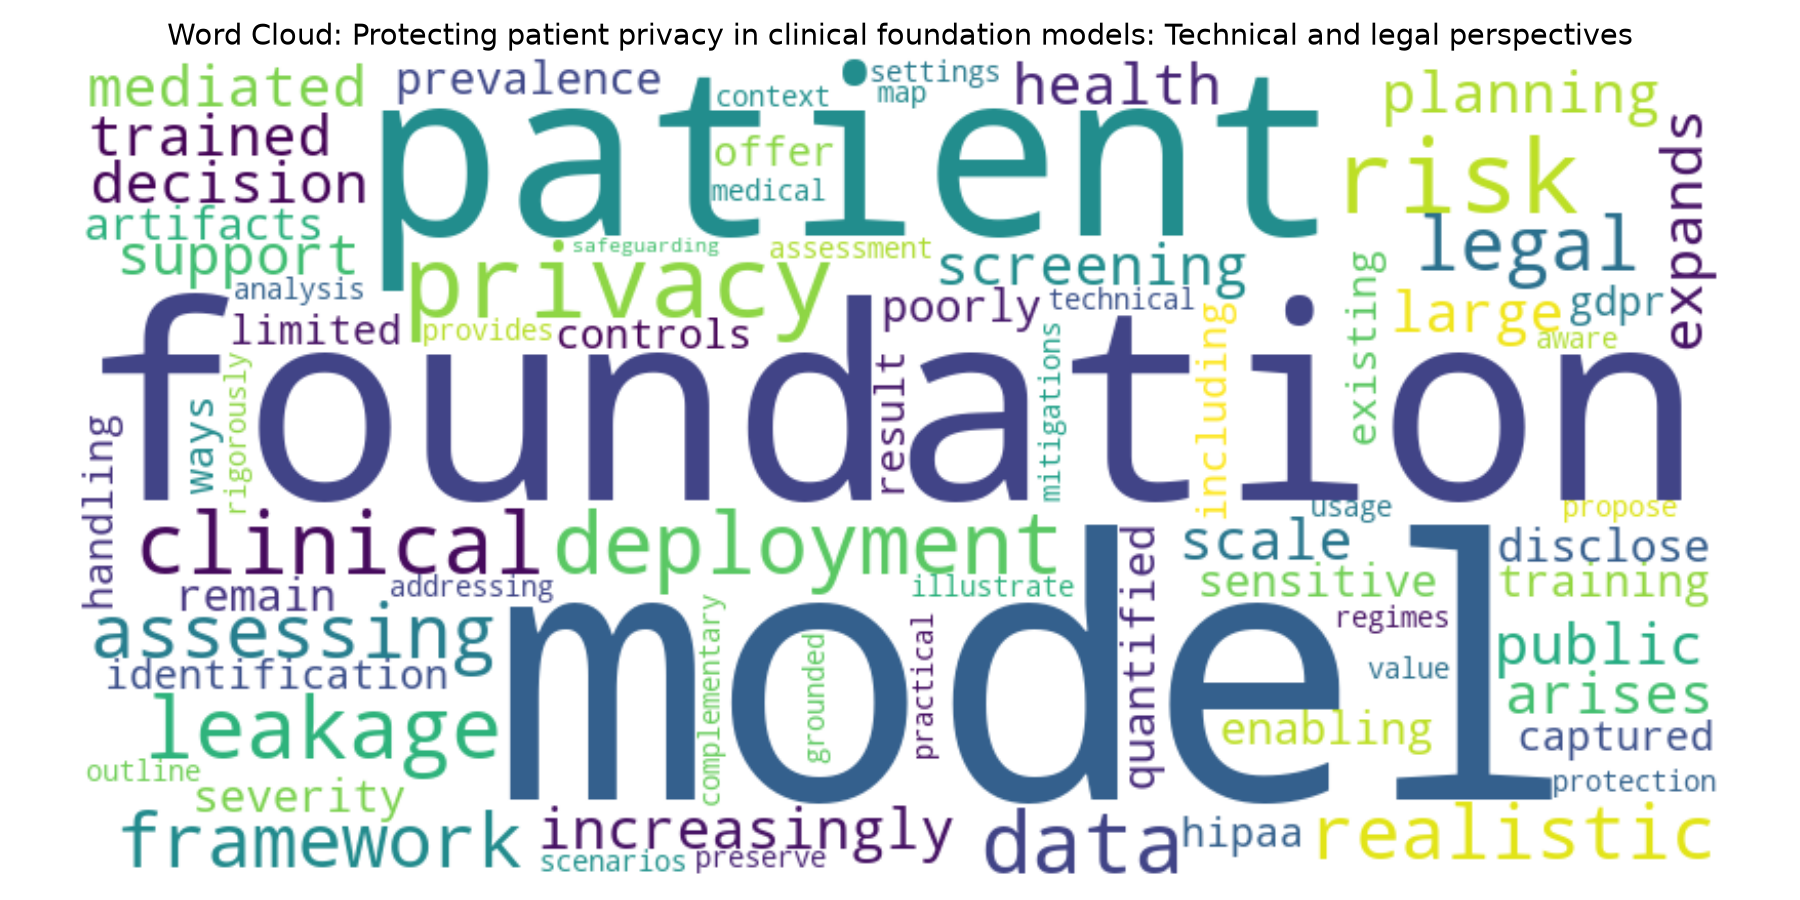 Word Cloud: Protecting patient privacy in clinical foundation models: Technical and legal perspectives
mediated
prevalence
patient
context
settings
map
health
planning
trained
decision
offer
medical
risk
expands
artifacts
support
safeguarding
assessment
privacy
screening
legal
analysis
limited
provides
controls
poorly
technical
existing
large
gdpr
aware
foundation
handling
ways
rigorously
result
mitigations
including
usage
propose
clinical
deployment
quantified
scale
disclose
remain
addressing
illustrate
sensitive
training
assessing
model
regimes
public
identification
complementary
grounded
practical
value
arises
leakage
enabling
captured
outline
severity
protection
framework
increasingly
scenarios
preserve
data
hipaa
realistic